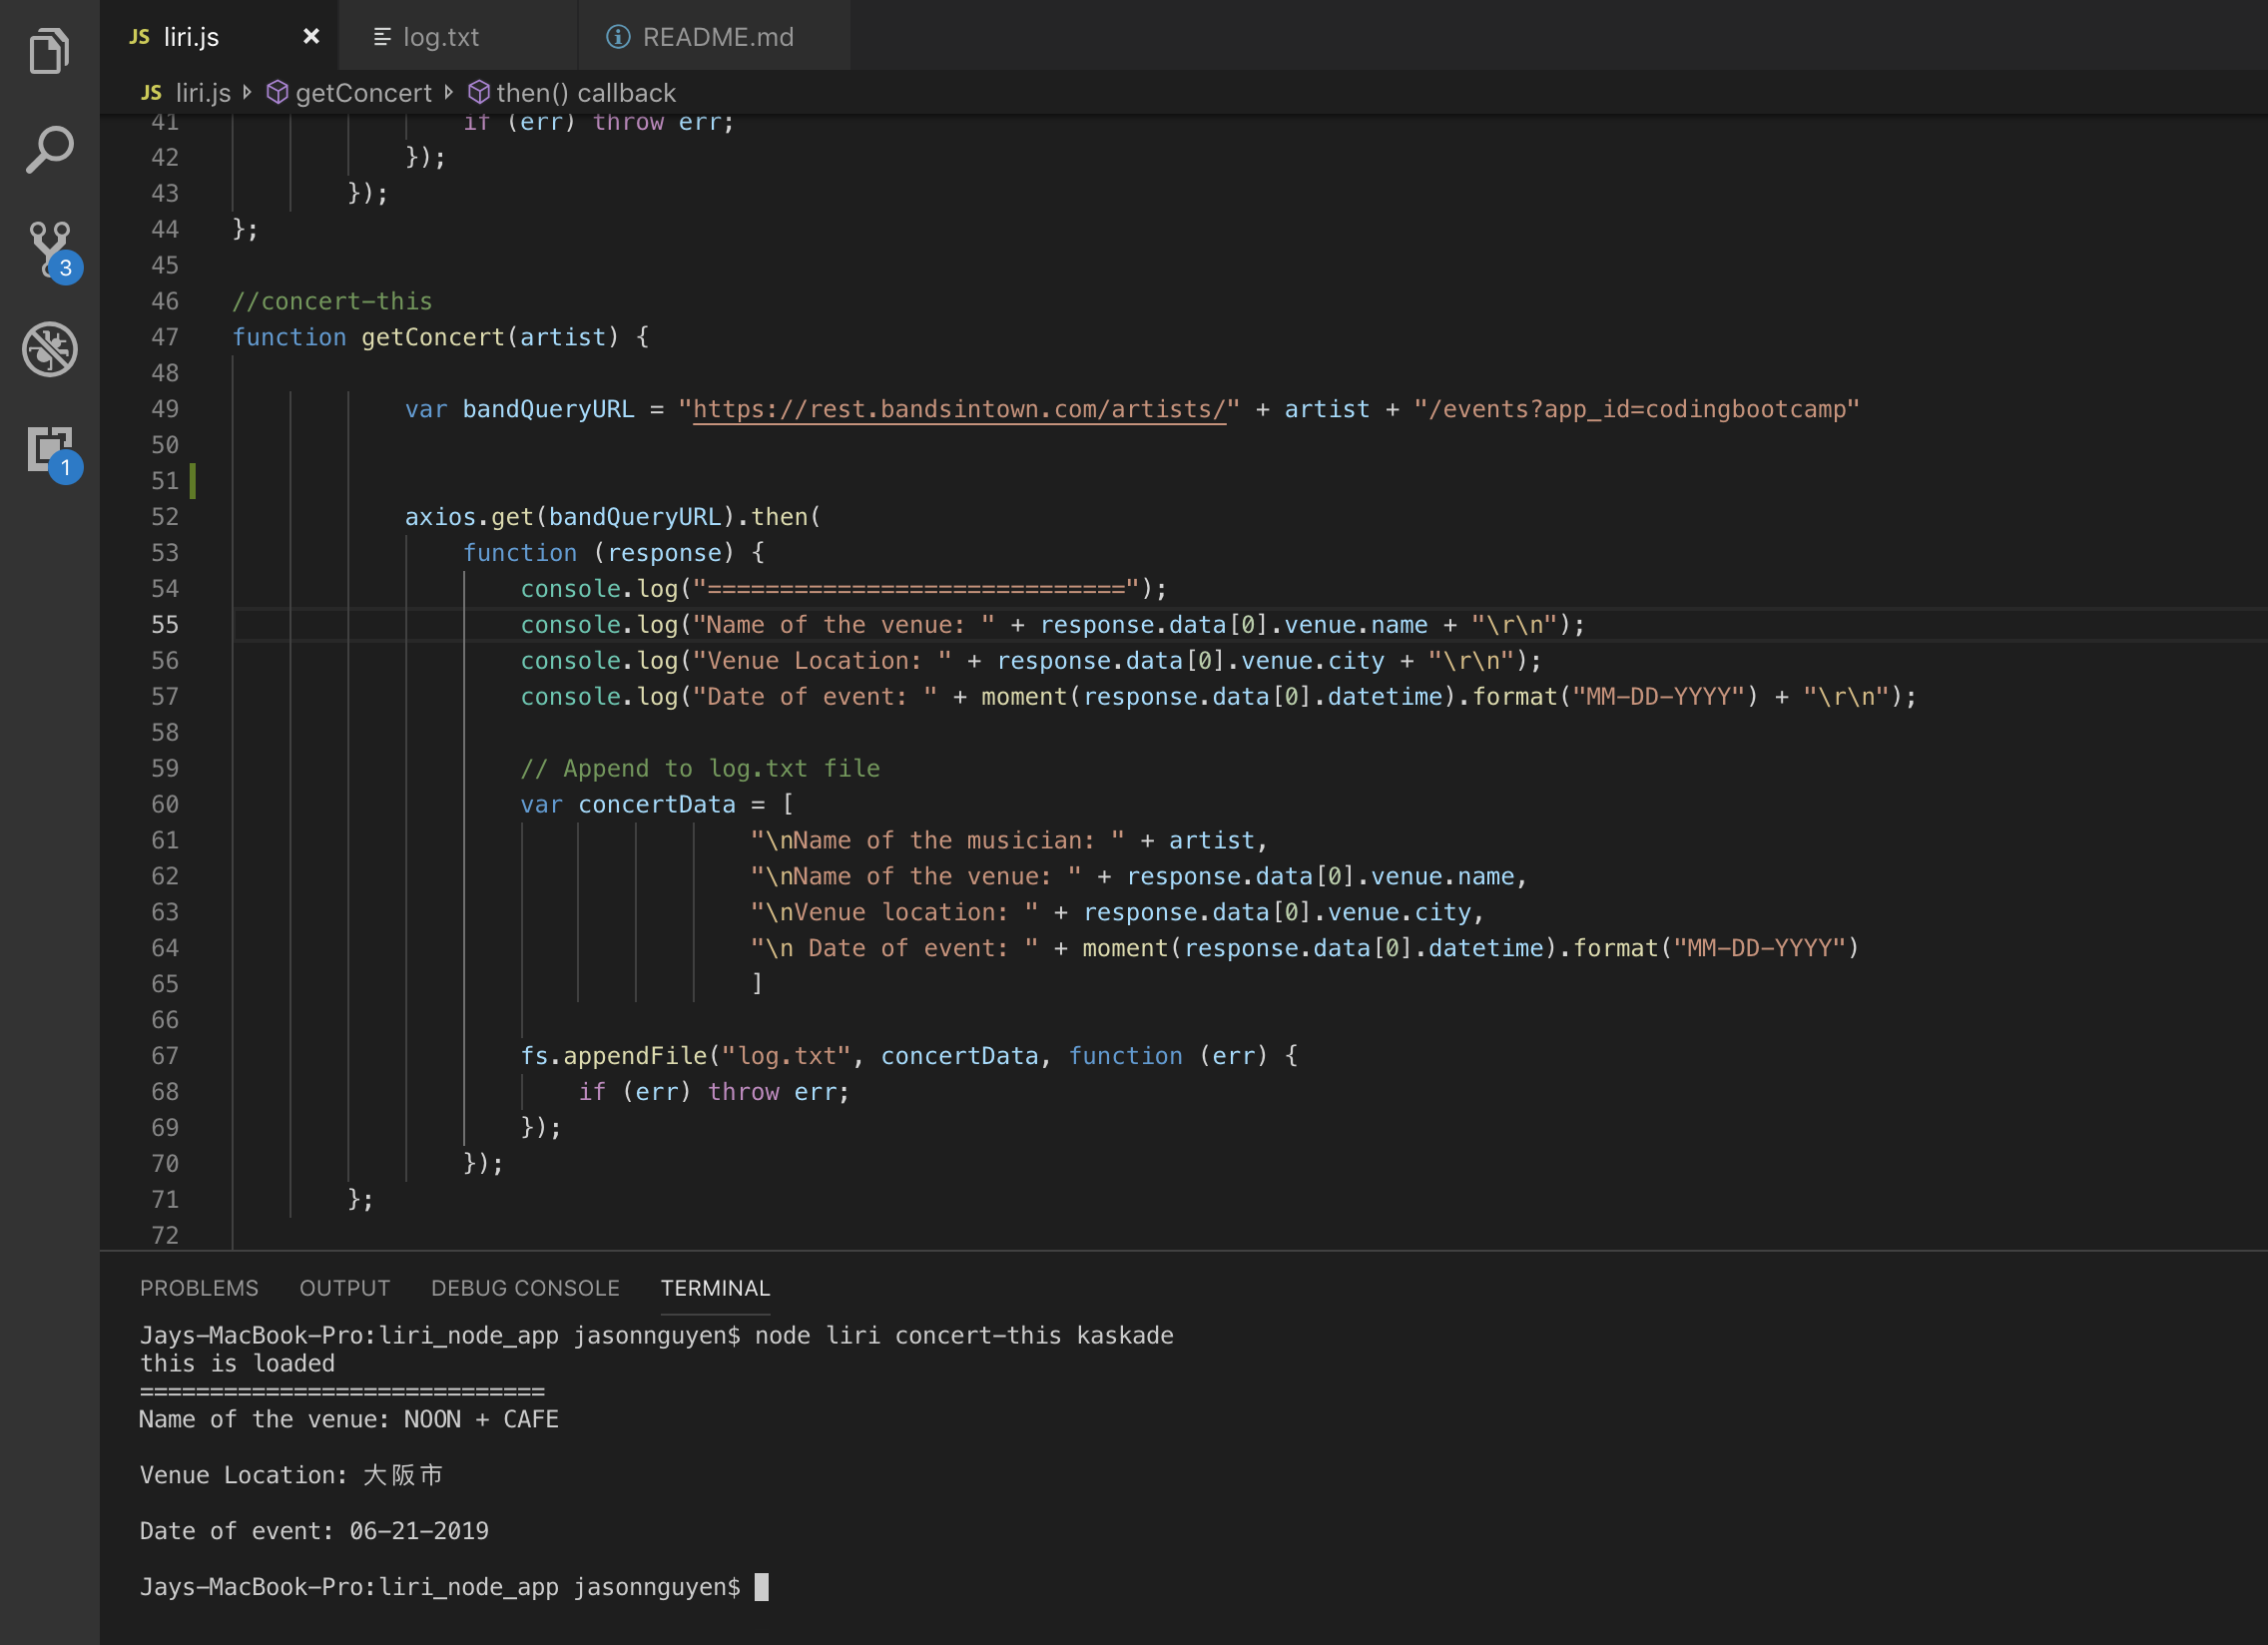 JS liri.js × log.txt README.md
JS liri.js getConcert then() callback
41 if (err) throw err;
42 });
43 });
44 };
45
46 //concert-this
47 function getConcert(artist) {
48
49 var bandQueryURL = "https://rest.bandsintown.com/artists/" + artist + "/events?app_id=codingbootcamp"
50
51
52 axios.get(bandQueryURL).then(
53 function (response) {
54 console.log("=============================");
55 console.log("Name of the venue: " + response.data[0].venue.name + "\r\n");
56 console.log("Venue Location: " + response.data[0].venue.city + "\r\n");
57 console.log("Date of event: " + moment(response.data[0].datetime).format("MM-DD-YYYY") + "\r\n");
58
59 // Append to log.txt file
60 var concertData = [
61 "\nName of the musician: " + artist,
62 "\nName of the venue: " + response.data[0].venue.name,
63 "\nVenue location: " + response.data[0].venue.city,
64 "\n Date of event: " + moment(response.data[0].datetime).format("MM-DD-YYYY")
65 ]
66
67 fs.appendFile("log.txt", concertData, function (err) {
68 if (err) throw err;
69 });
70 });
71 };
72
3
1
PROBLEMS OUTPUT DEBUG CONSOLE TERMINAL
Jays-MacBook-Pro:liri_node_app jasonnguyen$ node liri concert-this kaskade
this is loaded
=============================
Name of the venue: NOON + CAFE
Venue Location: 大阪市
Date of event: 06-21-2019
Jays-MacBook-Pro:liri_node_app jasonnguyen$